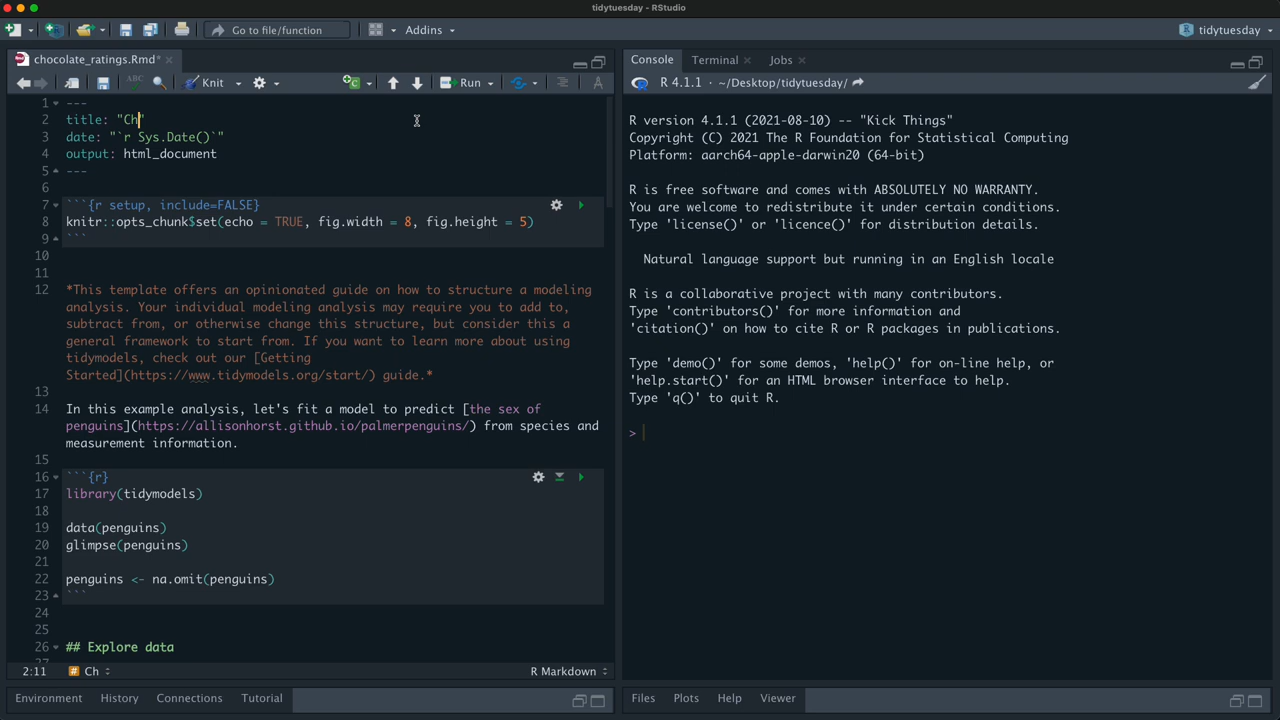 tidytuesday - RStudio
Go to file/function
Addins
tidytuesday
chocolate_ratings.Rmd*
ABC
Knit
Run
1 ---
2 title: "Ch"
3 date: "`r Sys.Date()`"
4 output: html_document
5 ---
6
7 ```{r setup, include=FALSE}
8 knitr::opts_chunk$set(echo = TRUE, fig.width = 8, fig.height = 5)
9 ```
10
11
12 *This template offers an opinionated guide on how to structure a modeling
analysis. Your individual modeling analysis may require you to add to,
subtract from, or otherwise change this structure, but consider this a
general framework to start from. If you want to learn more about using
tidymodels, check out our [Getting
Started](https://www.tidymodels.org/start/) guide.*
13
14 In this example analysis, let's fit a model to predict [the sex of
penguins](https://allisonhorst.github.io/palmerpenguins/) from species and
measurement information.
15
16 ```{r}
17 library(tidymodels)
18
19 data(penguins)
20 glimpse(penguins)
21
22 penguins <- na.omit(penguins)
23 ```
24
25
26 ## Explore data
27
2:11
# Ch
R Markdown
Environment
History
Connections
Tutorial
Console
Terminal
Jobs
R 4.1.1 · ~/Desktop/tidytuesday/
R version 4.1.1 (2021-08-10) -- "Kick Things"
Copyright (C) 2021 The R Foundation for Statistical Computing
Platform: aarch64-apple-darwin20 (64-bit)
R is free software and comes with ABSOLUTELY NO WARRANTY.
You are welcome to redistribute it under certain conditions.
Type 'license()' or 'licence()' for distribution details.
Natural language support but running in an English locale
R is a collaborative project with many contributors.
Type 'contributors()' for more information and
'citation()' on how to cite R or R packages in publications.
Type 'demo()' for some demos, 'help()' for on-line help, or
'help.start()' for an HTML browser interface to help.
Type 'q()' to quit R.
>
Files
Plots
Help
Viewer